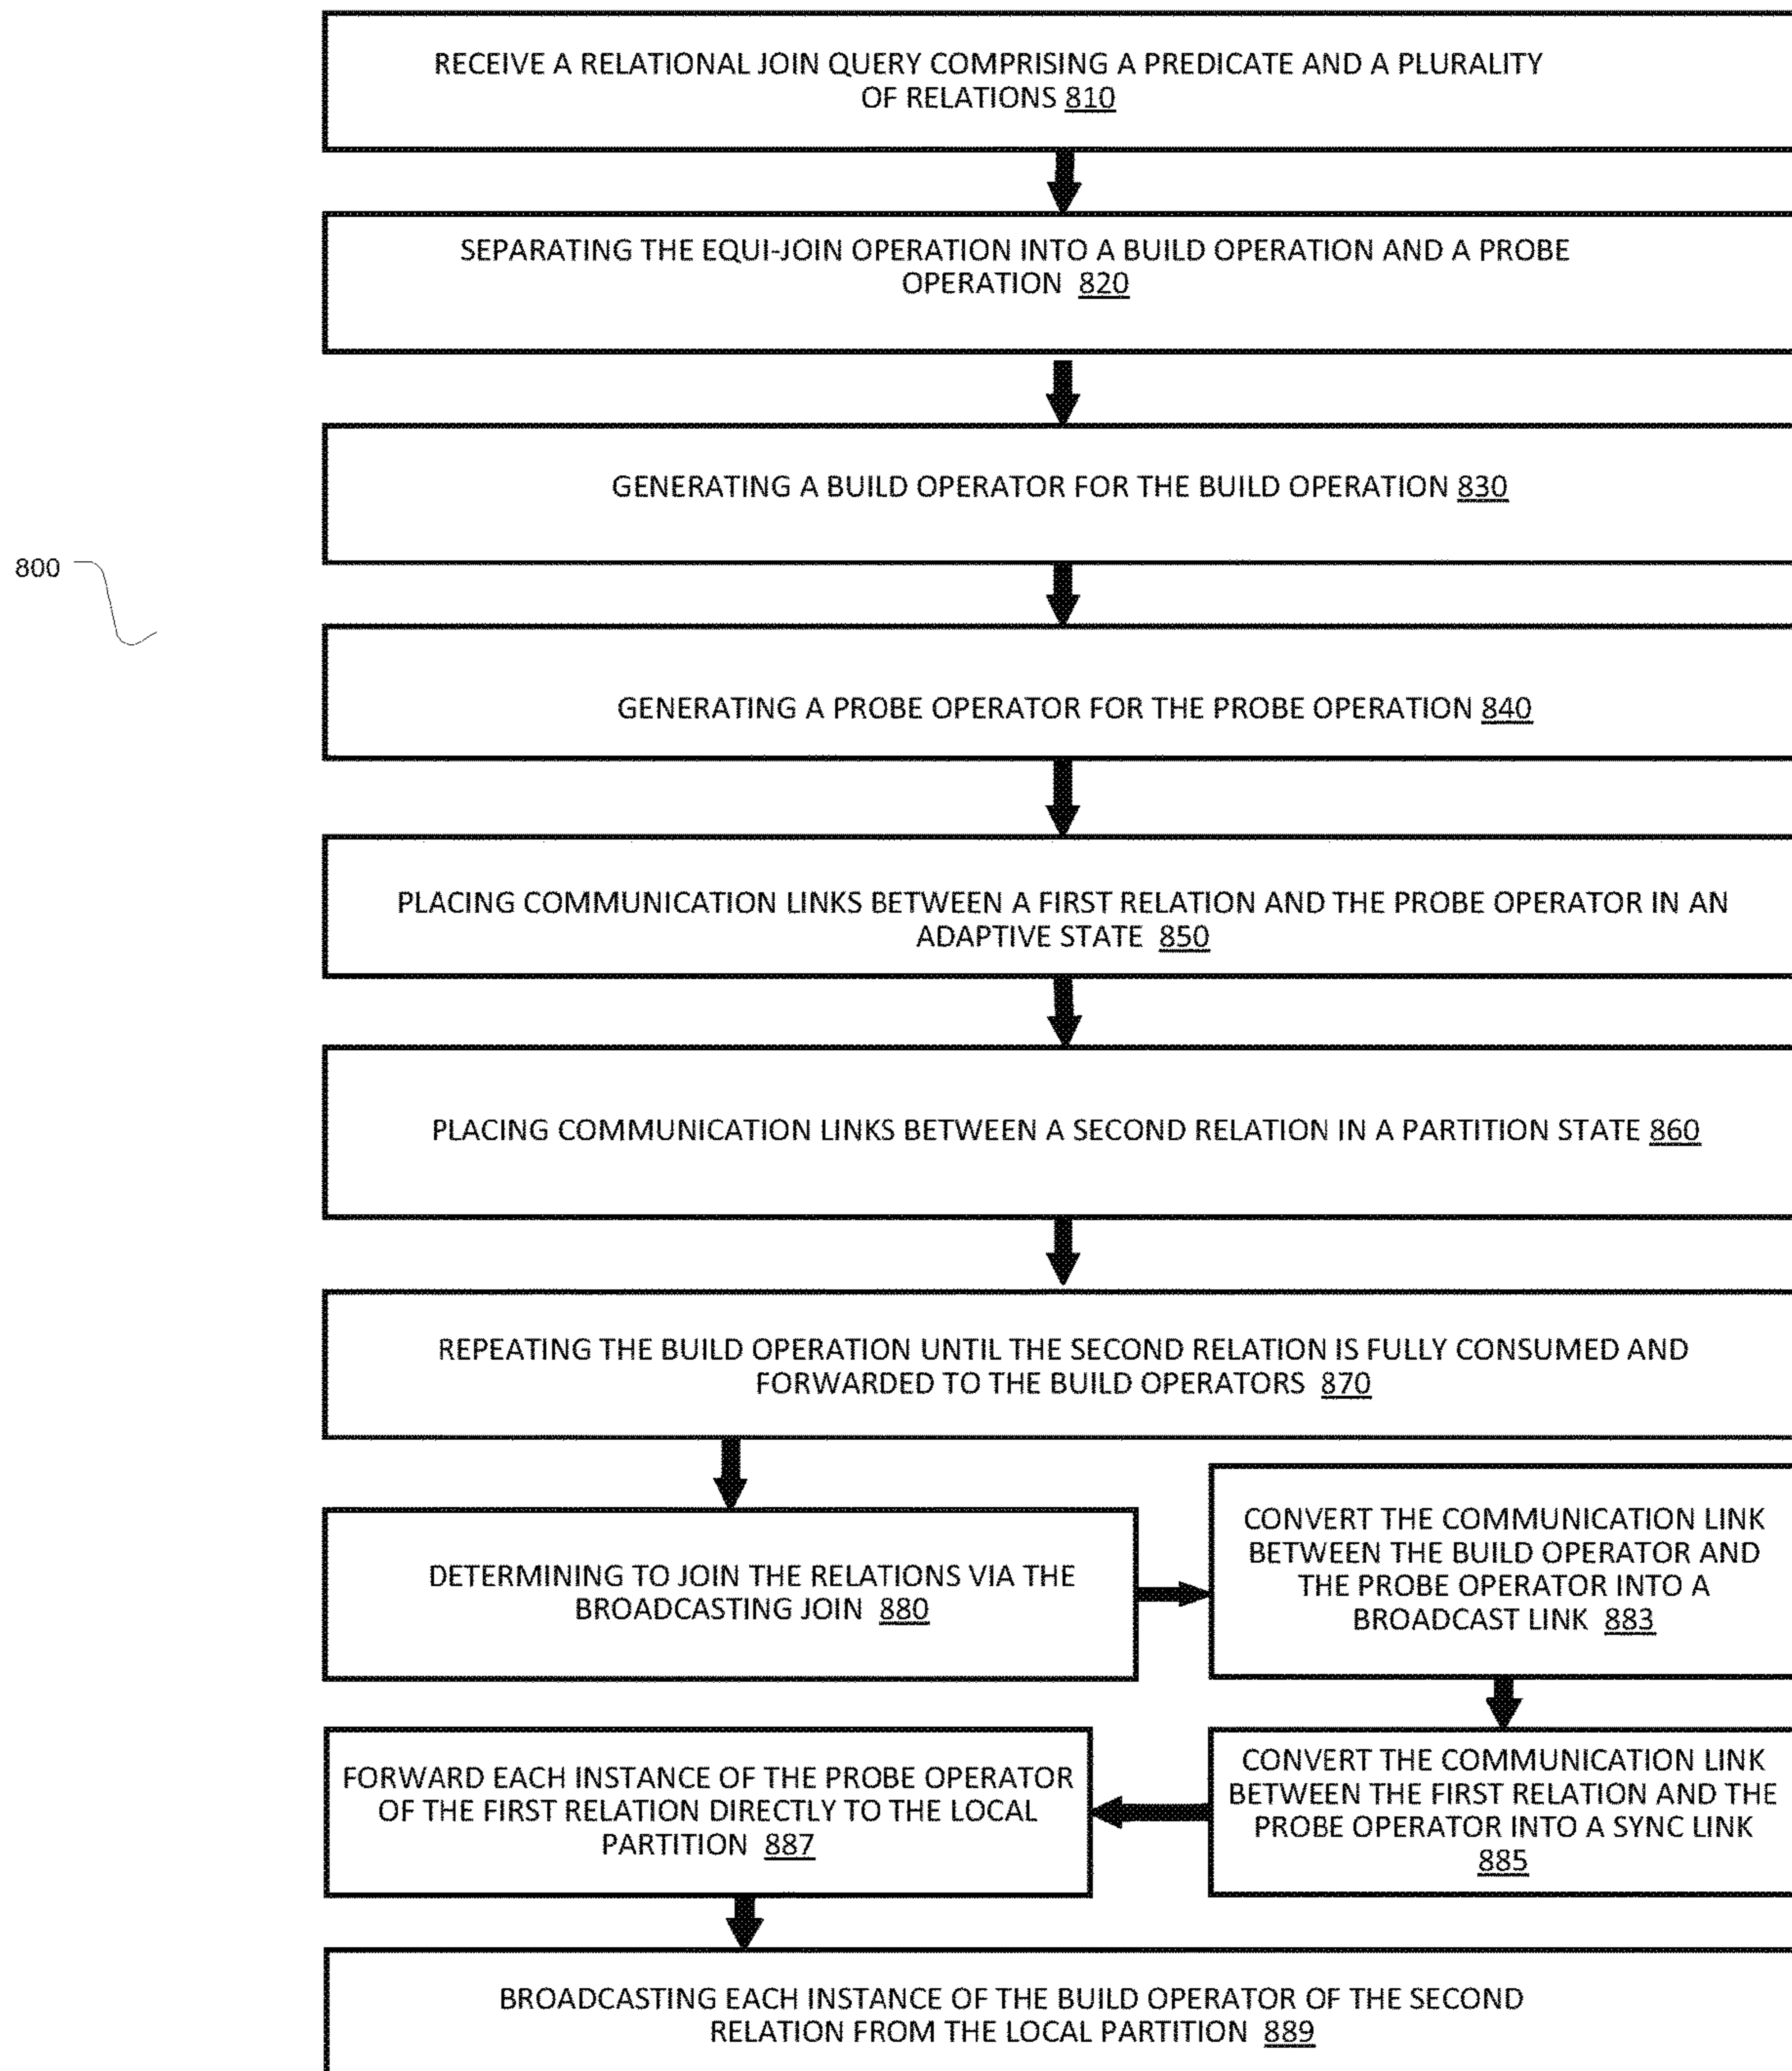 RECEIVE A RELATIONAL JOIN QUERY COMPRISING A PREDICATE AND A PLURALITY
OF RELATIONS 810
SEPARATING THE EQUI-JOIN OPERATION INTO A BUILD OPERATION AND A PROBE
OPERATION 820
GENERATING A BUILD OPERATOR FOR THE BUILD OPERATION 830
800
GENERATING A PROBE OPERATOR FOR THE PROBE OPERATION 840
PLACING COMMUNICATION LINKS BETWEEN A FIRST RELATION AND THE PROBE OPERATOR IN AN
ADAPTIVE STATE 850
PLACING COMMUNICATION LINKS BETWEEN A SECOND RELATION IN A PARTITION STATE 860
REPEATING THE BUILD OPERATION UNTIL THE SECOND RELATION IS FULLY CONSUMED AND
FORWARDED TO THE BUILD OPERATORS 870
DETERMINING TO JOIN THE RELATIONS VIA THE
BROADCASTING JOIN 880
CONVERT THE COMMUNICATION LINK
BETWEEN THE BUILD OPERATOR AND
THE PROBE OPERATOR INTO A
BROADCAST LINK 883
CONVERT THE COMMUNICATION LINK
BETWEEN THE FIRST RELATION AND THE
PROBE OPERATOR INTO A SYNC LINK
885
FORWARD EACH INSTANCE OF THE PROBE OPERATOR
OF THE FIRST RELATION DIRECTLY TO THE LOCAL
PARTITION 887
BROADCASTING EACH INSTANCE OF THE BUILD OPERATOR OF THE SECOND
RELATION FROM THE LOCAL PARTITION 889